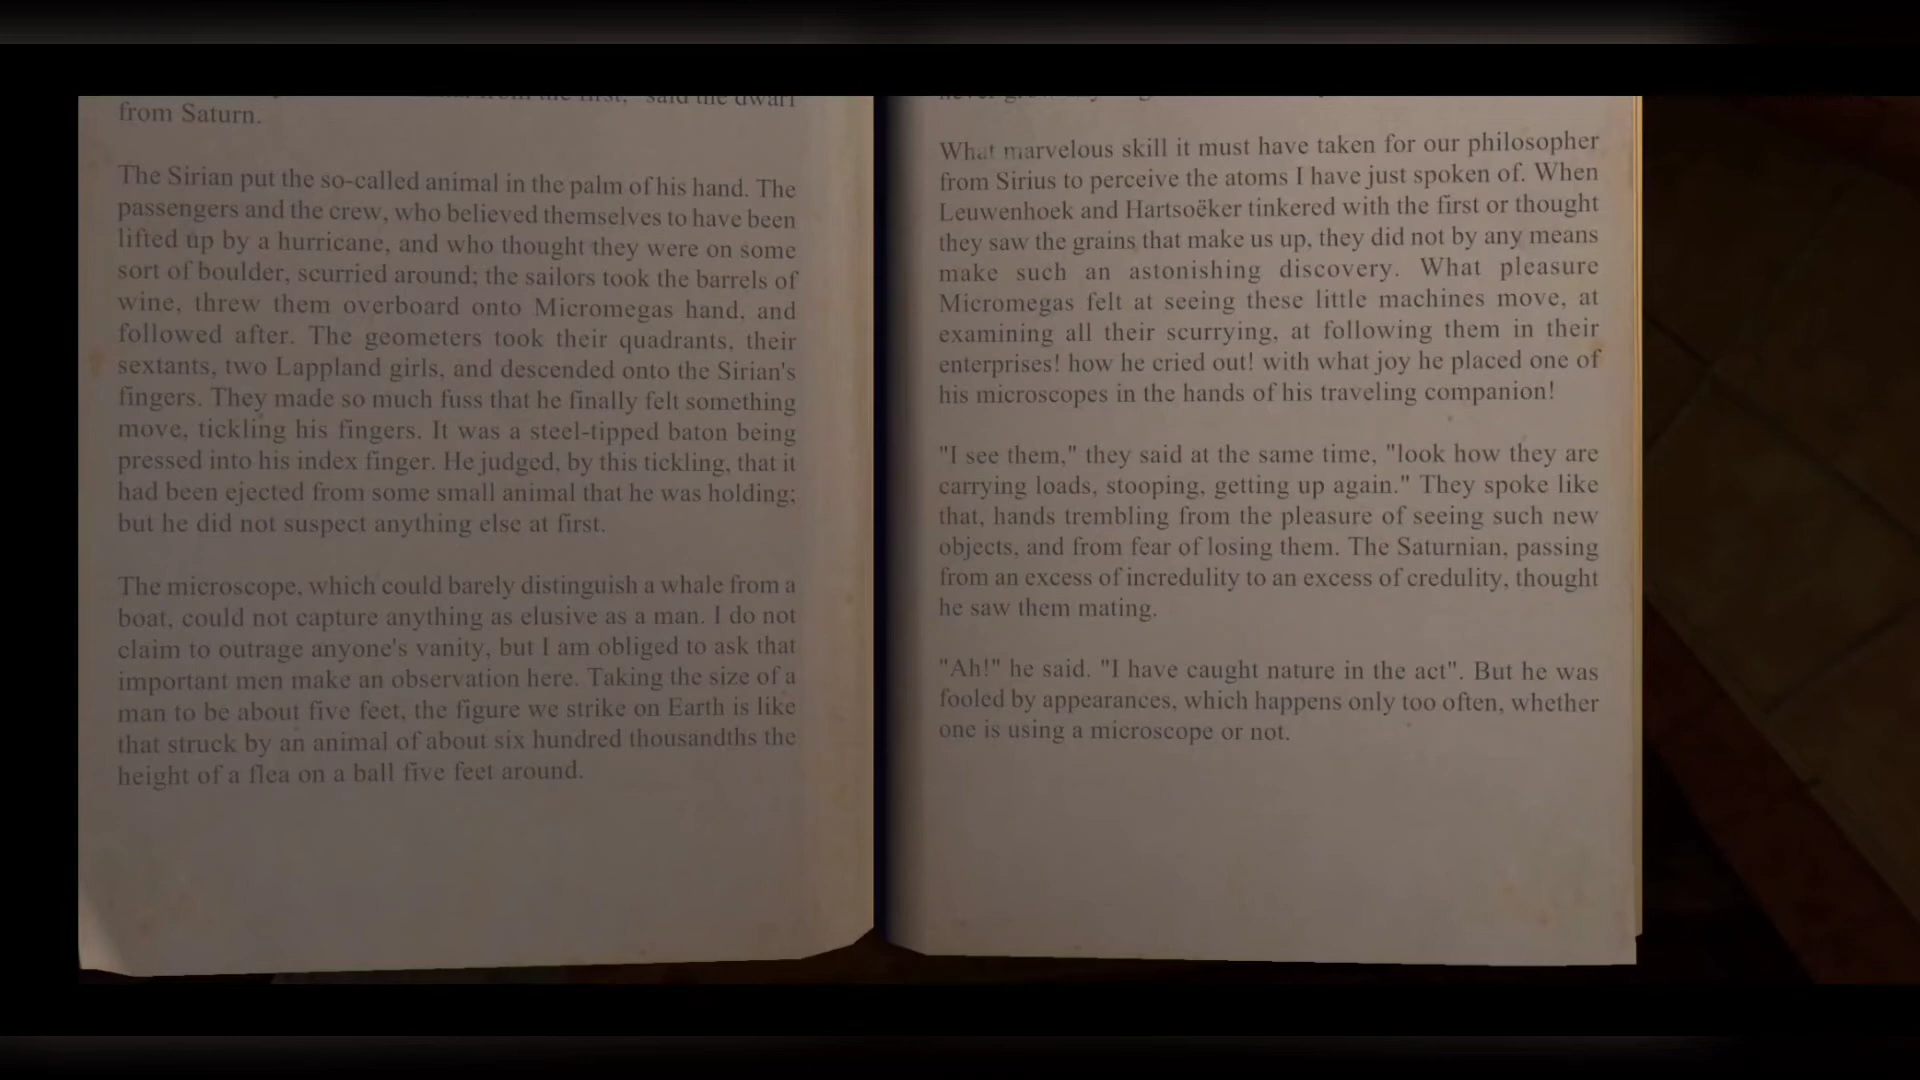 from the first," said the dwarf
from Saturn.
The Sirian put the so-called animal in the palm of his hand. The
passengers and the crew, who believed themselves to have been
lifted up by a hurricane, and who thought they were on some
sort of boulder, scurried around; the sailors took the barrels of
wine, threw them overboard onto Micromegas hand, and
followed after. The geometers took their quadrants, their
sextants, two Lappland girls, and descended onto the Sirian's
fingers. They made so much fuss that he finally felt something
move, tickling his fingers. It was a steel-tipped baton being
pressed into his index finger. He judged, by this tickling, that it
had been ejected from some small animal that he was holding;
but he did not suspect anything else at first.
The microscope, which could barely distinguish a whale from a
boat, could not capture anything as elusive as a man. I do not
claim to outrage anyone's vanity, but I am obliged to ask that
important men make an observation here. Taking the size of a
man to be about five feet, the figure we strike on Earth is like
that struck by an animal of about six hundred thousandths the
height of a flea on a ball five feet around.
What marvelous skill it must have taken for our philosopher
from Sirius to perceive the atoms I have just spoken of. When
Leuwenhoek and Hartsoëker tinkered with the first or thought
they saw the grains that make us up, they did not by any means
make such an astonishing discovery. What pleasure
Micromegas felt at seeing these little machines move, at
examining all their scurrying, at following them in their
enterprises! how he cried out! with what joy he placed one of
his microscopes in the hands of his traveling companion!
"I see them," they said at the same time, "look how they are
carrying loads, stooping, getting up again." They spoke like
that, hands trembling from the pleasure of seeing such new
objects, and from fear of losing them. The Saturnian, passing
from an excess of incredulity to an excess of credulity, thought
he saw them mating.
"Ah!" he said. "I have caught nature in the act". But he was
fooled by appearances, which happens only too often, whether
one is using a microscope or not.